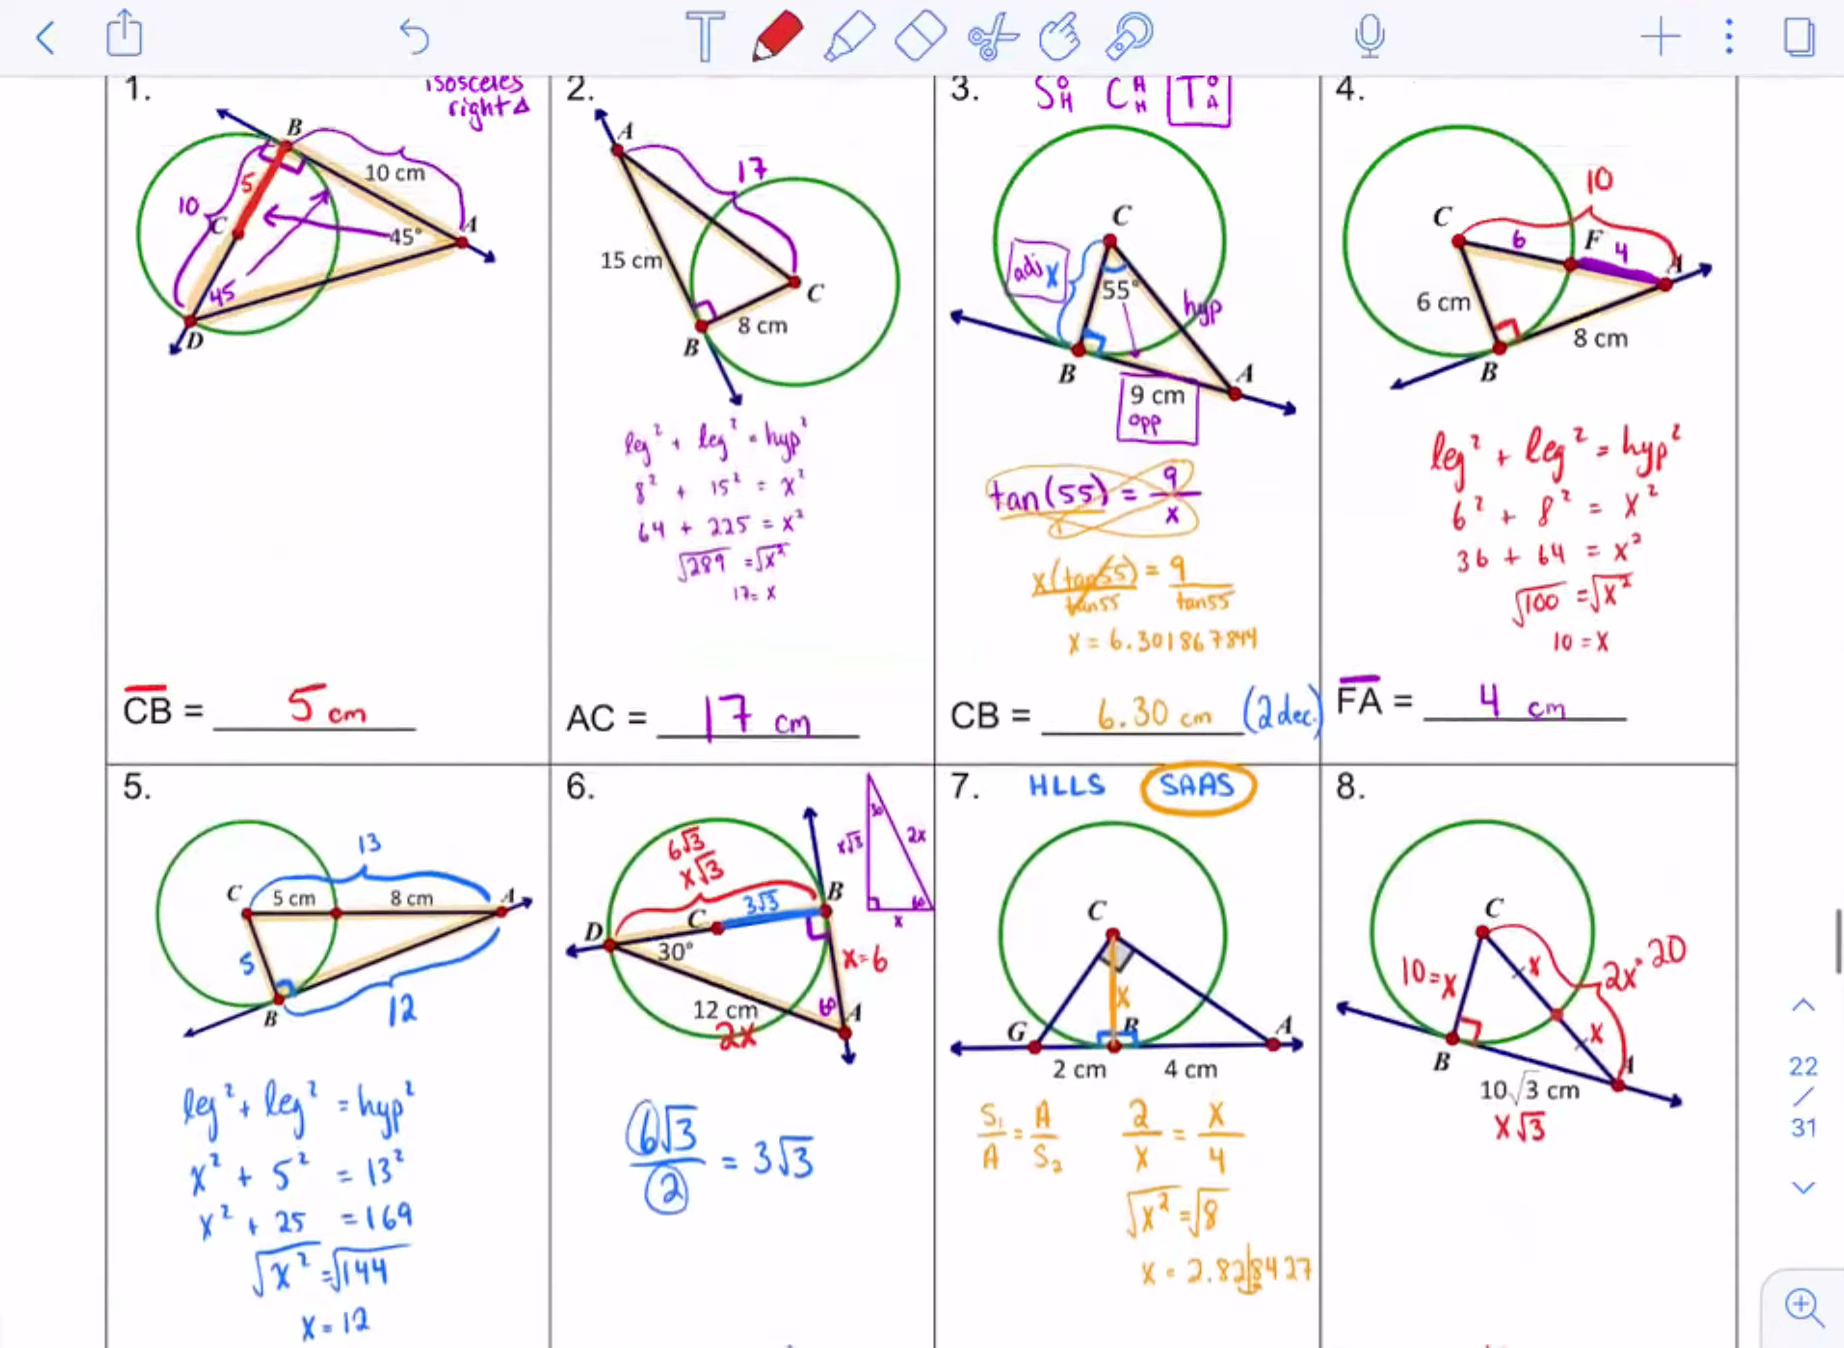 T
1.
isosceles
right Δ
B
10 cm
5
10
C
A
45°
45
D
CB = 5 cm
2.
A
17
15 cm
C
8 cm
B
leg² + leg² = hyp²
8² + 15² = x²
64 + 225 = x²
√289 = √x²
17 = x
AC = 17 cm
3.
S O H C A H T O A
C
adj x
55°
hyp
B
A
9 cm
opp
tan(55) = 9/x
x(tan55)/tan55 = 9/tan55
x = 6.301867844
CB = 6.30 cm (2 dec.)
4.
10
C
6
F
4
A
6 cm
8 cm
B
leg² + leg² = hyp²
6² + 8² = x²
36 + 64 = x²
√100 = √x²
10 = x
FA = 4 cm
5.
13
C
5 cm
8 cm
A
5
12
B
leg² + leg² = hyp²
x² + 5² = 13²
x² + 25 = 169
√x² = √144
x = 12
6.
30
x√3
2x
60
x
6√3
x√3
B
3√3
C
D
30°
x = 6
12 cm
60
A
2x
6√3/2 = 3√3
7.
HLLS SAAS
C
x
G
B
A
2 cm
4 cm
S₁/A = A/S₂
2/x = x/4
√x² = √8
x = 2.828427
8.
C
10 = x
x
2x = 20
x
B
A
10√3 cm
x√3
22
/
31